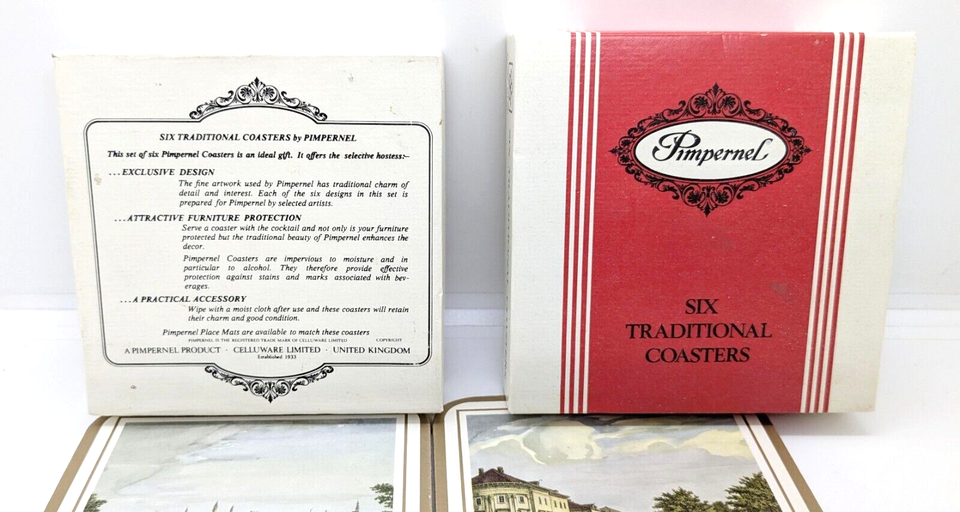 SIX TRADITIONAL COASTERS by PIMPERNEL
This set of six Pimpernel Coasters is an ideal gift. It offers the selective hostess:–
...EXCLUSIVE DESIGN
The fine artwork used by Pimpernel has traditional charm of
detail and interest. Each of the six designs in this set is
prepared for Pimpernel by selected artists.
...ATTRACTIVE FURNITURE PROTECTION
Serve a coaster with the cocktail and not only is your furniture
protected but the traditional beauty of Pimpernel enhances the
decor.
Pimpernel Coasters are impervious to moisture and in
particular to alcohol. They therefore provide effective
protection against stains and marks associated with bev-
erages.
...A PRACTICAL ACCESSORY
Wipe with a moist cloth after use and these coasters will retain
their charm and good condition.
Pimpernel Place Mats are available to match these coasters
PIMPERNEL IS THE REGISTERED TRADE MARK OF CELLUWARE LIMITED COPYRIGHT
A PIMPERNEL PRODUCT · CELLUWARE LIMITED · UNITED KINGDOM
Established 1933
Pimpernel
SIX
TRADITIONAL
COASTERS